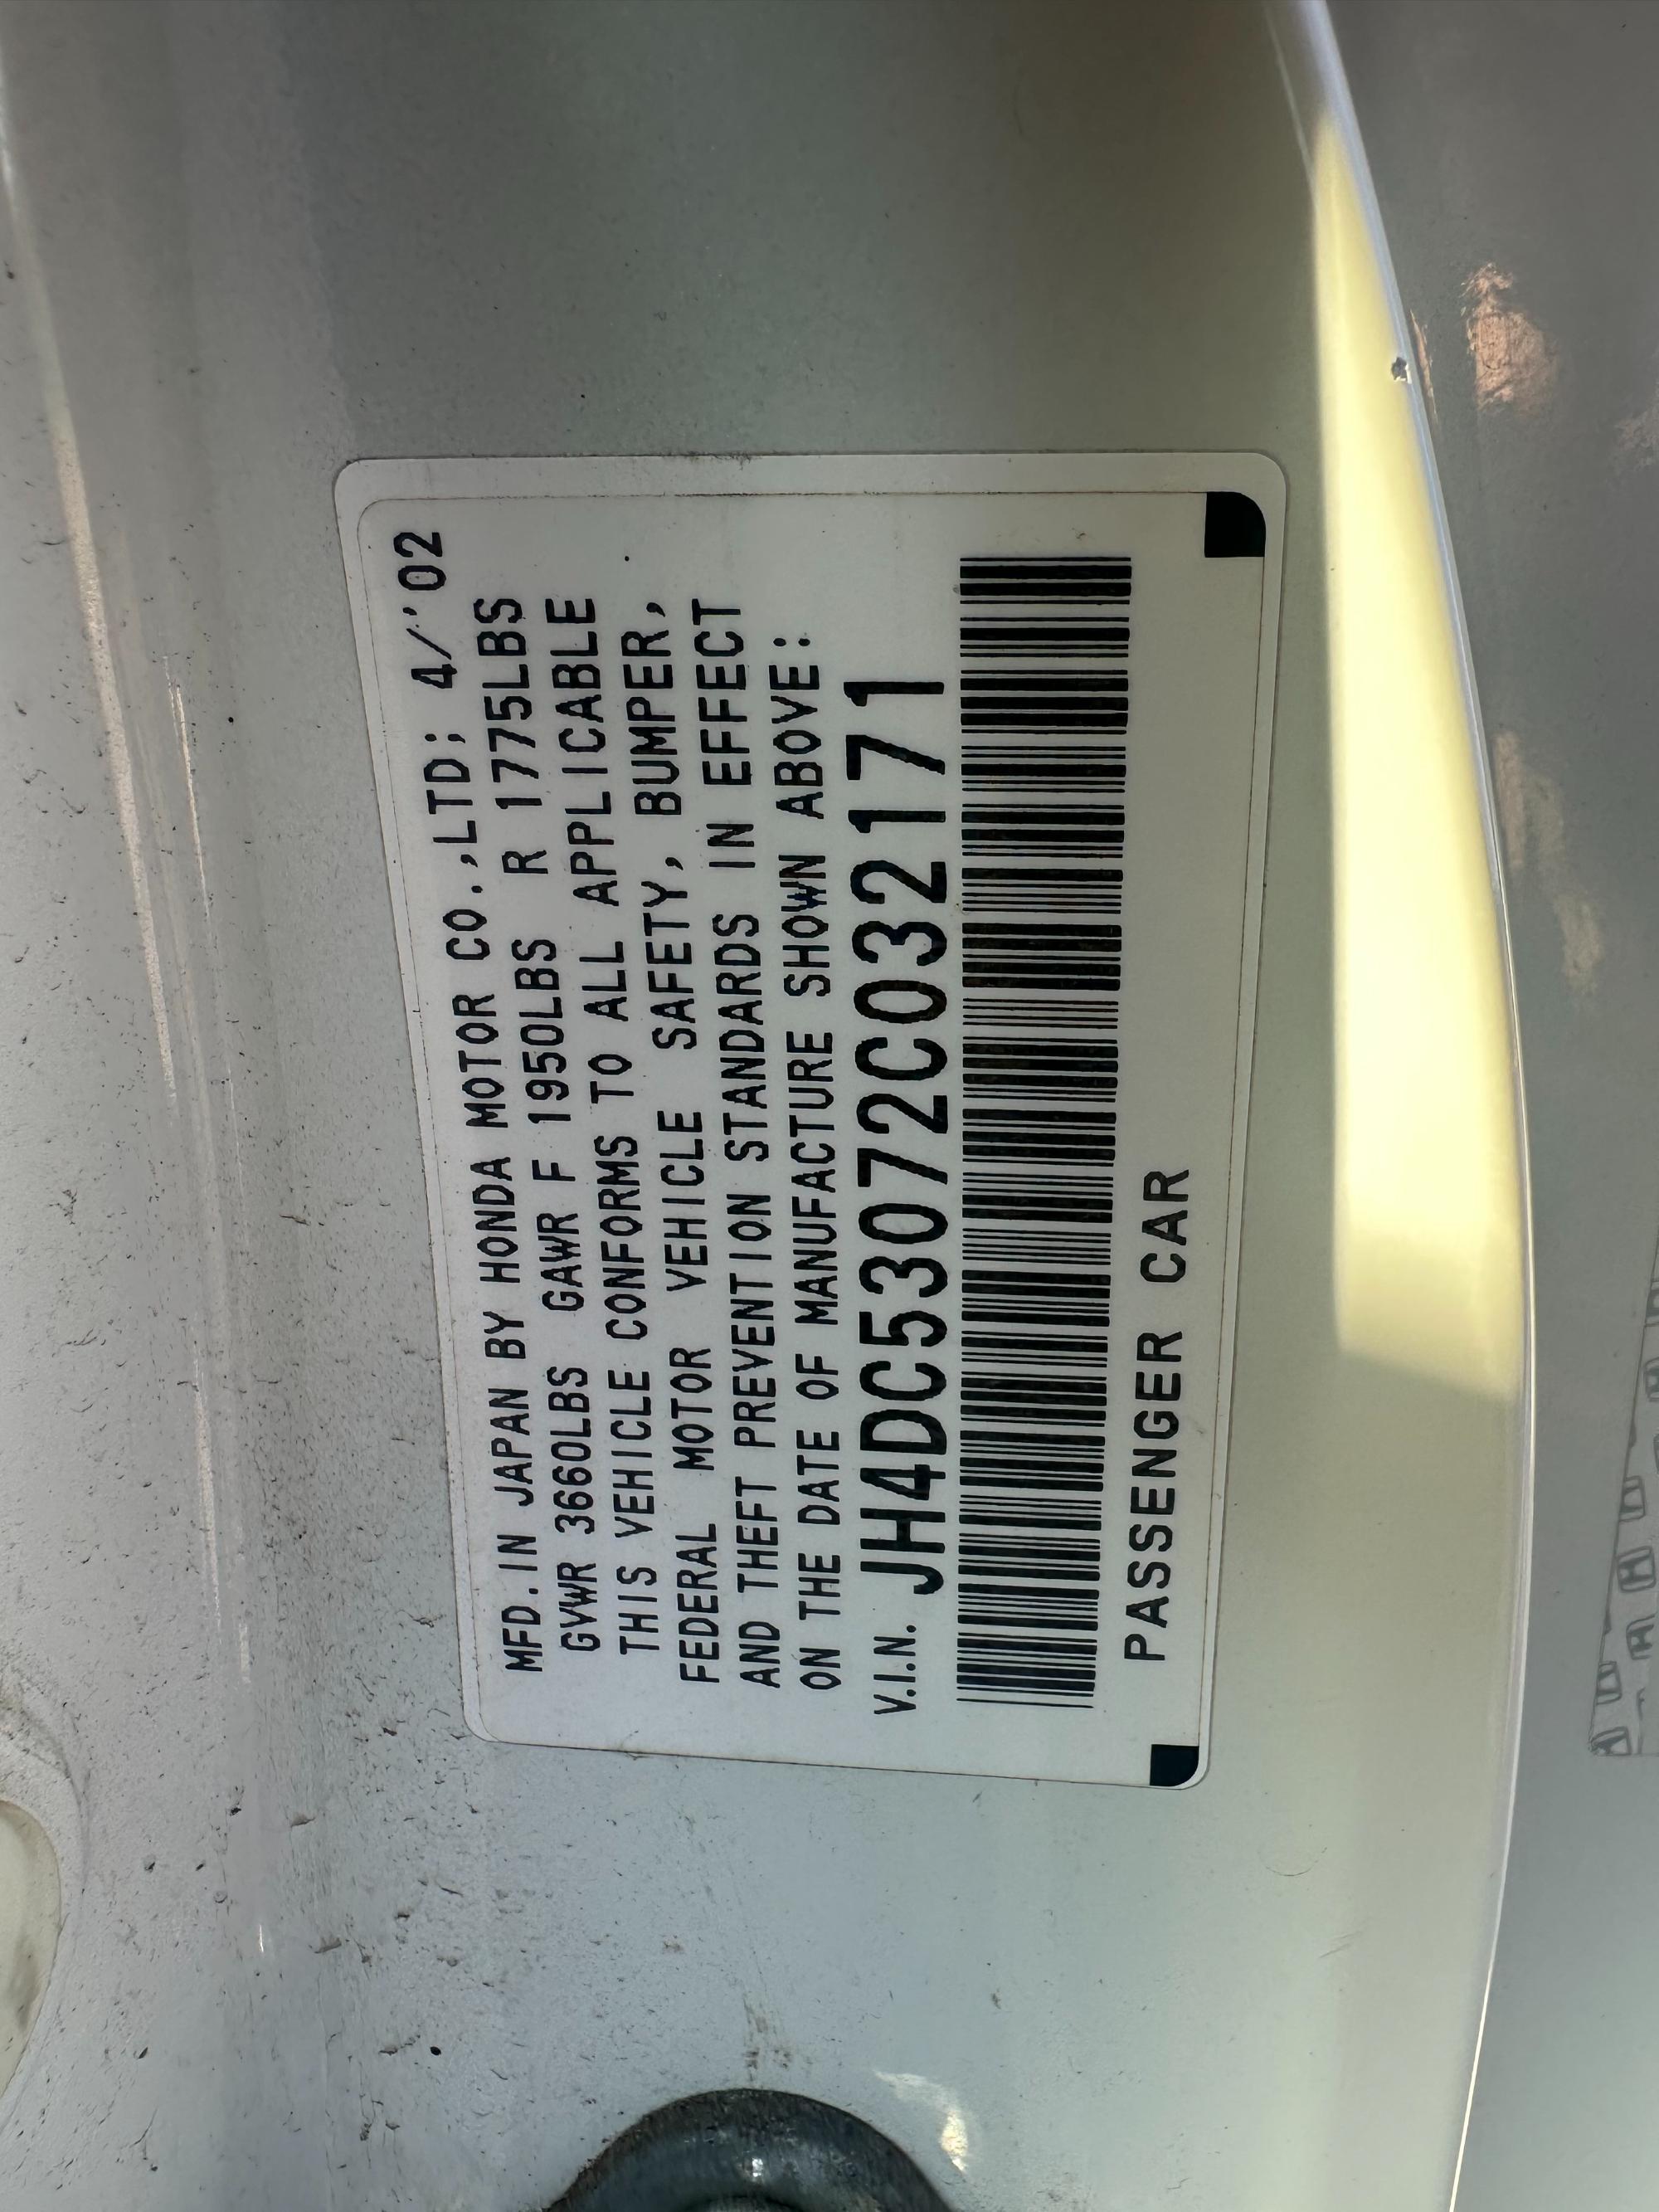 MFD. IN JAPAN BY HONDA MOTOR CO.,LTD; 4/'02
GVWR 3660LBS GAWR F 1950LBS R 1775LBS
THIS VEHICLE CONFORMS TO ALL APPLICABLE
FEDERAL MOTOR VEHICLE SAFETY, BUMPER,
AND THEFT PREVENTION STANDARDS IN EFFECT
ON THE DATE OF MANUFACTURE SHOWN ABOVE:
V.I.N. JH4DC53072C032171
PASSENGER CAR